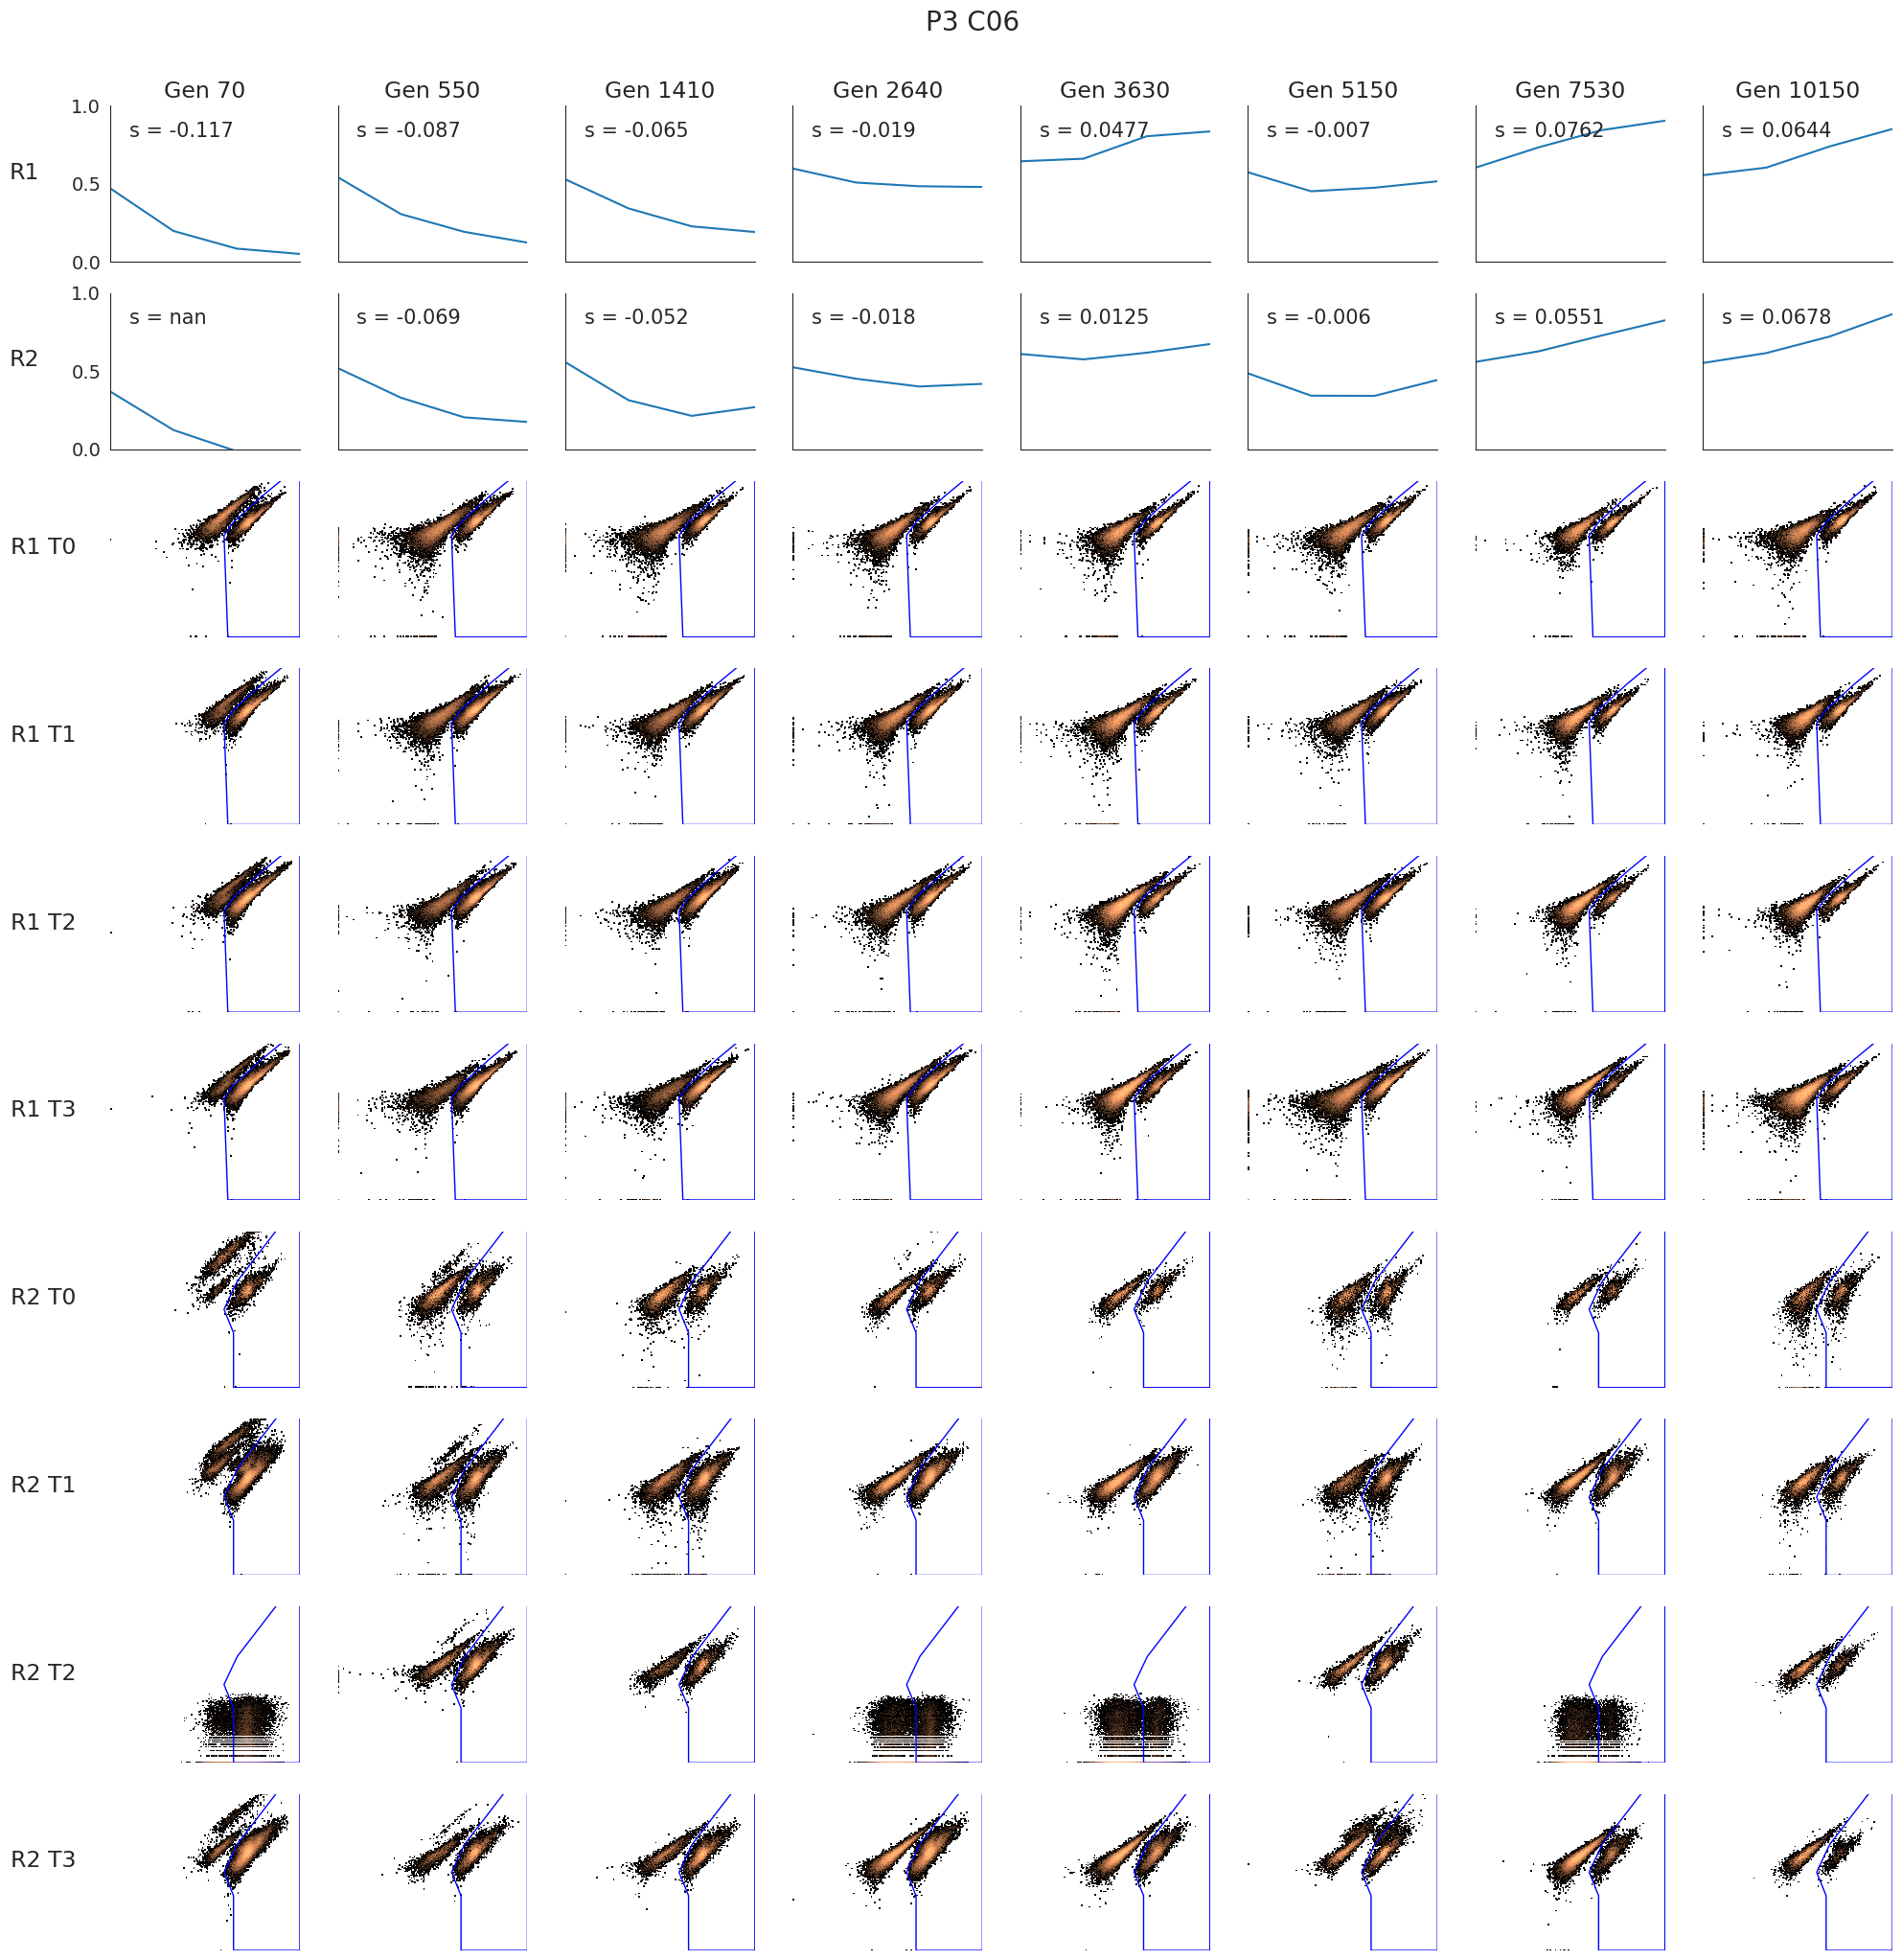 P3 C06
Gen 70 Gen 550 Gen 1410 Gen 2640 Gen 3630 Gen 5150 Gen 7530 Gen 10150
1.0
s = -0.117 s = -0.087 s = -0.065 s = -0.019 s = 0.0477 s = -0.007 s = 0.0762 s = 0.0644
R1 0.5
0.0
1.0
s = nan s = -0.069 s = -0.052 s = -0.018 s = 0.0125 s = -0.006 s = 0.0551 s = 0.0678
R2 0.5
0.0
R1 T0
R1 T1
R1 T2
R1 T3
R2 T0
R2 T1
R2 T2
R2 T3